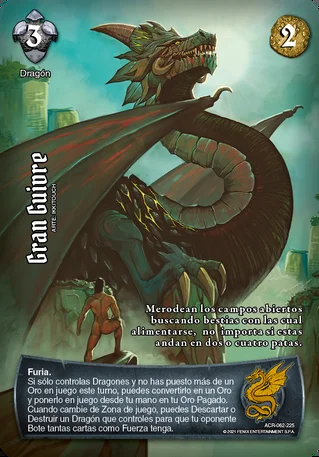 3
2
Dragón
Gran Guivre
ARTE: IKKITOUCH
Merodean los campos abiertos
buscando bestias con las cual
alimentarse, no importa si estas
andan en dos o cuatro patas.
Furia.
Si sólo controlas Dragones y no has puesto más de un
Oro en juego este turno, puedes convertirlo en un Oro
y ponerlo en juego desde tu mano en tu Oro Pagado.
Cuando cambie de Zona de juego, puedes Descartar o
Destruir un Dragón que controles para que tu oponente
Bote tantas cartas como Fuerza tenga.
ACR-062-225
© 2021 FENIX ENTERTAINMENT S.P.A.